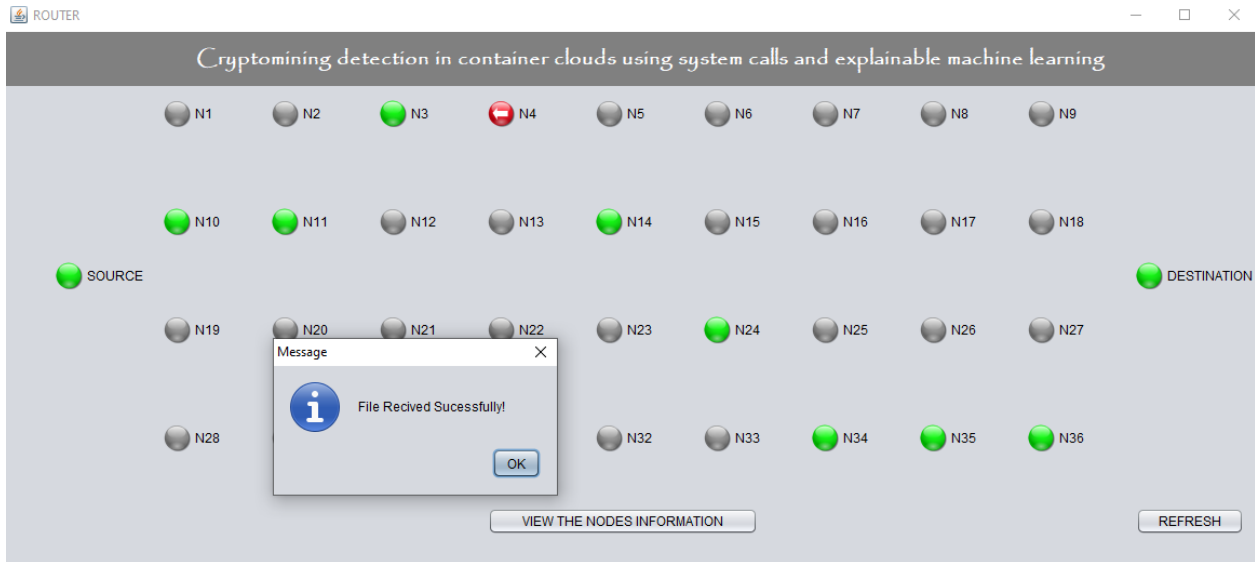 ROUTER
Cryptomining detection in container clouds using system calls and explainable machine learning
N1 N2 N3 N4 N5 N6 N7 N8 N9
N10 N11 N12 N13 N14 N15 N16 N17 N18
SOURCE DESTINATION
N19 N20 N21 N22 N23 N24 N25 N26 N27
Message
File Recived Sucessfully!
N28 N32 N33 N34 N35 N36
OK
VIEW THE NODES INFORMATION REFRESH